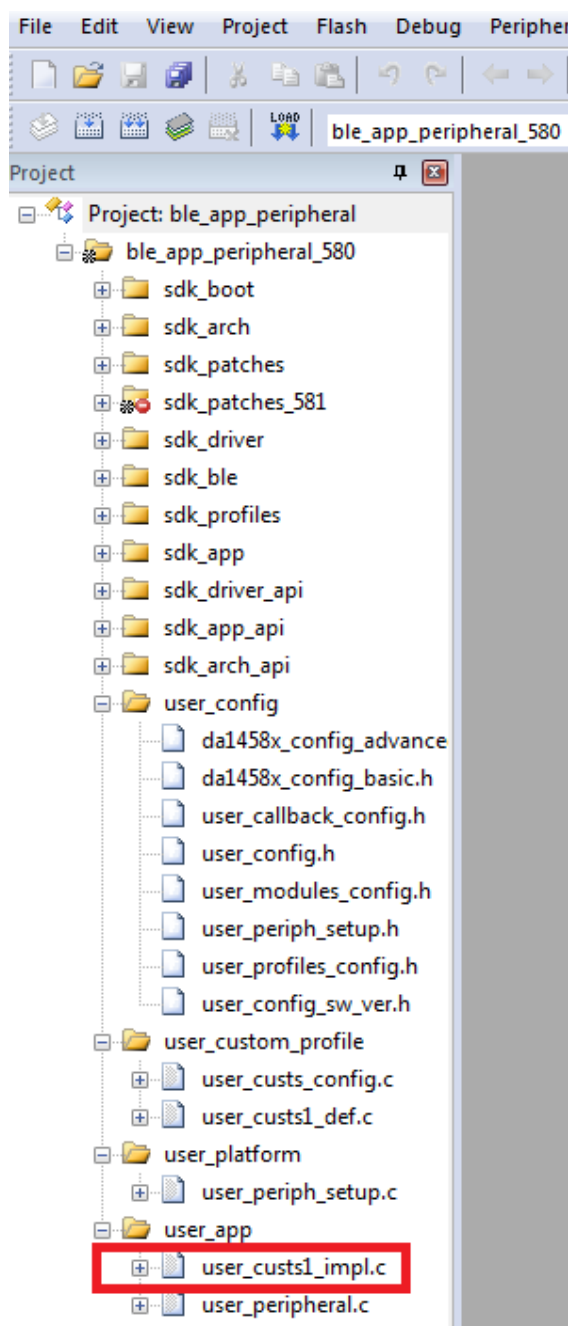 File Edit View Project Flash Debug Peripher
LOAD ble_app_peripheral_580
Project
Project: ble_app_peripheral
ble_app_peripheral_580
sdk_boot
sdk_arch
sdk_patches
sdk_patches_581
sdk_driver
sdk_ble
sdk_profiles
sdk_app
sdk_driver_api
sdk_app_api
sdk_arch_api
user_config
da1458x_config_advance
da1458x_config_basic.h
user_callback_config.h
user_config.h
user_modules_config.h
user_periph_setup.h
user_profiles_config.h
user_config_sw_ver.h
user_custom_profile
user_custs_config.c
user_custs1_def.c
user_platform
user_periph_setup.c
user_app
user_custs1_impl.c
user_peripheral.c